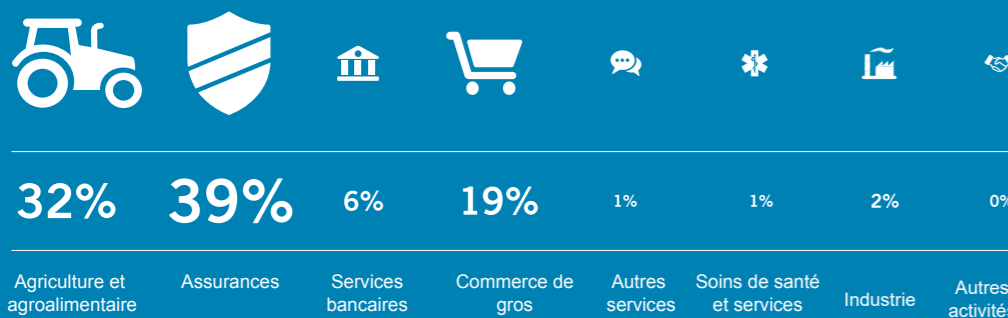 32% 39% 6% 19% 1% 1% 2% 0%
Agriculture et agroalimentaire
Assurances
Services bancaires
Commerce de gros
Autres services
Soins de santé et services
Industrie
Autres